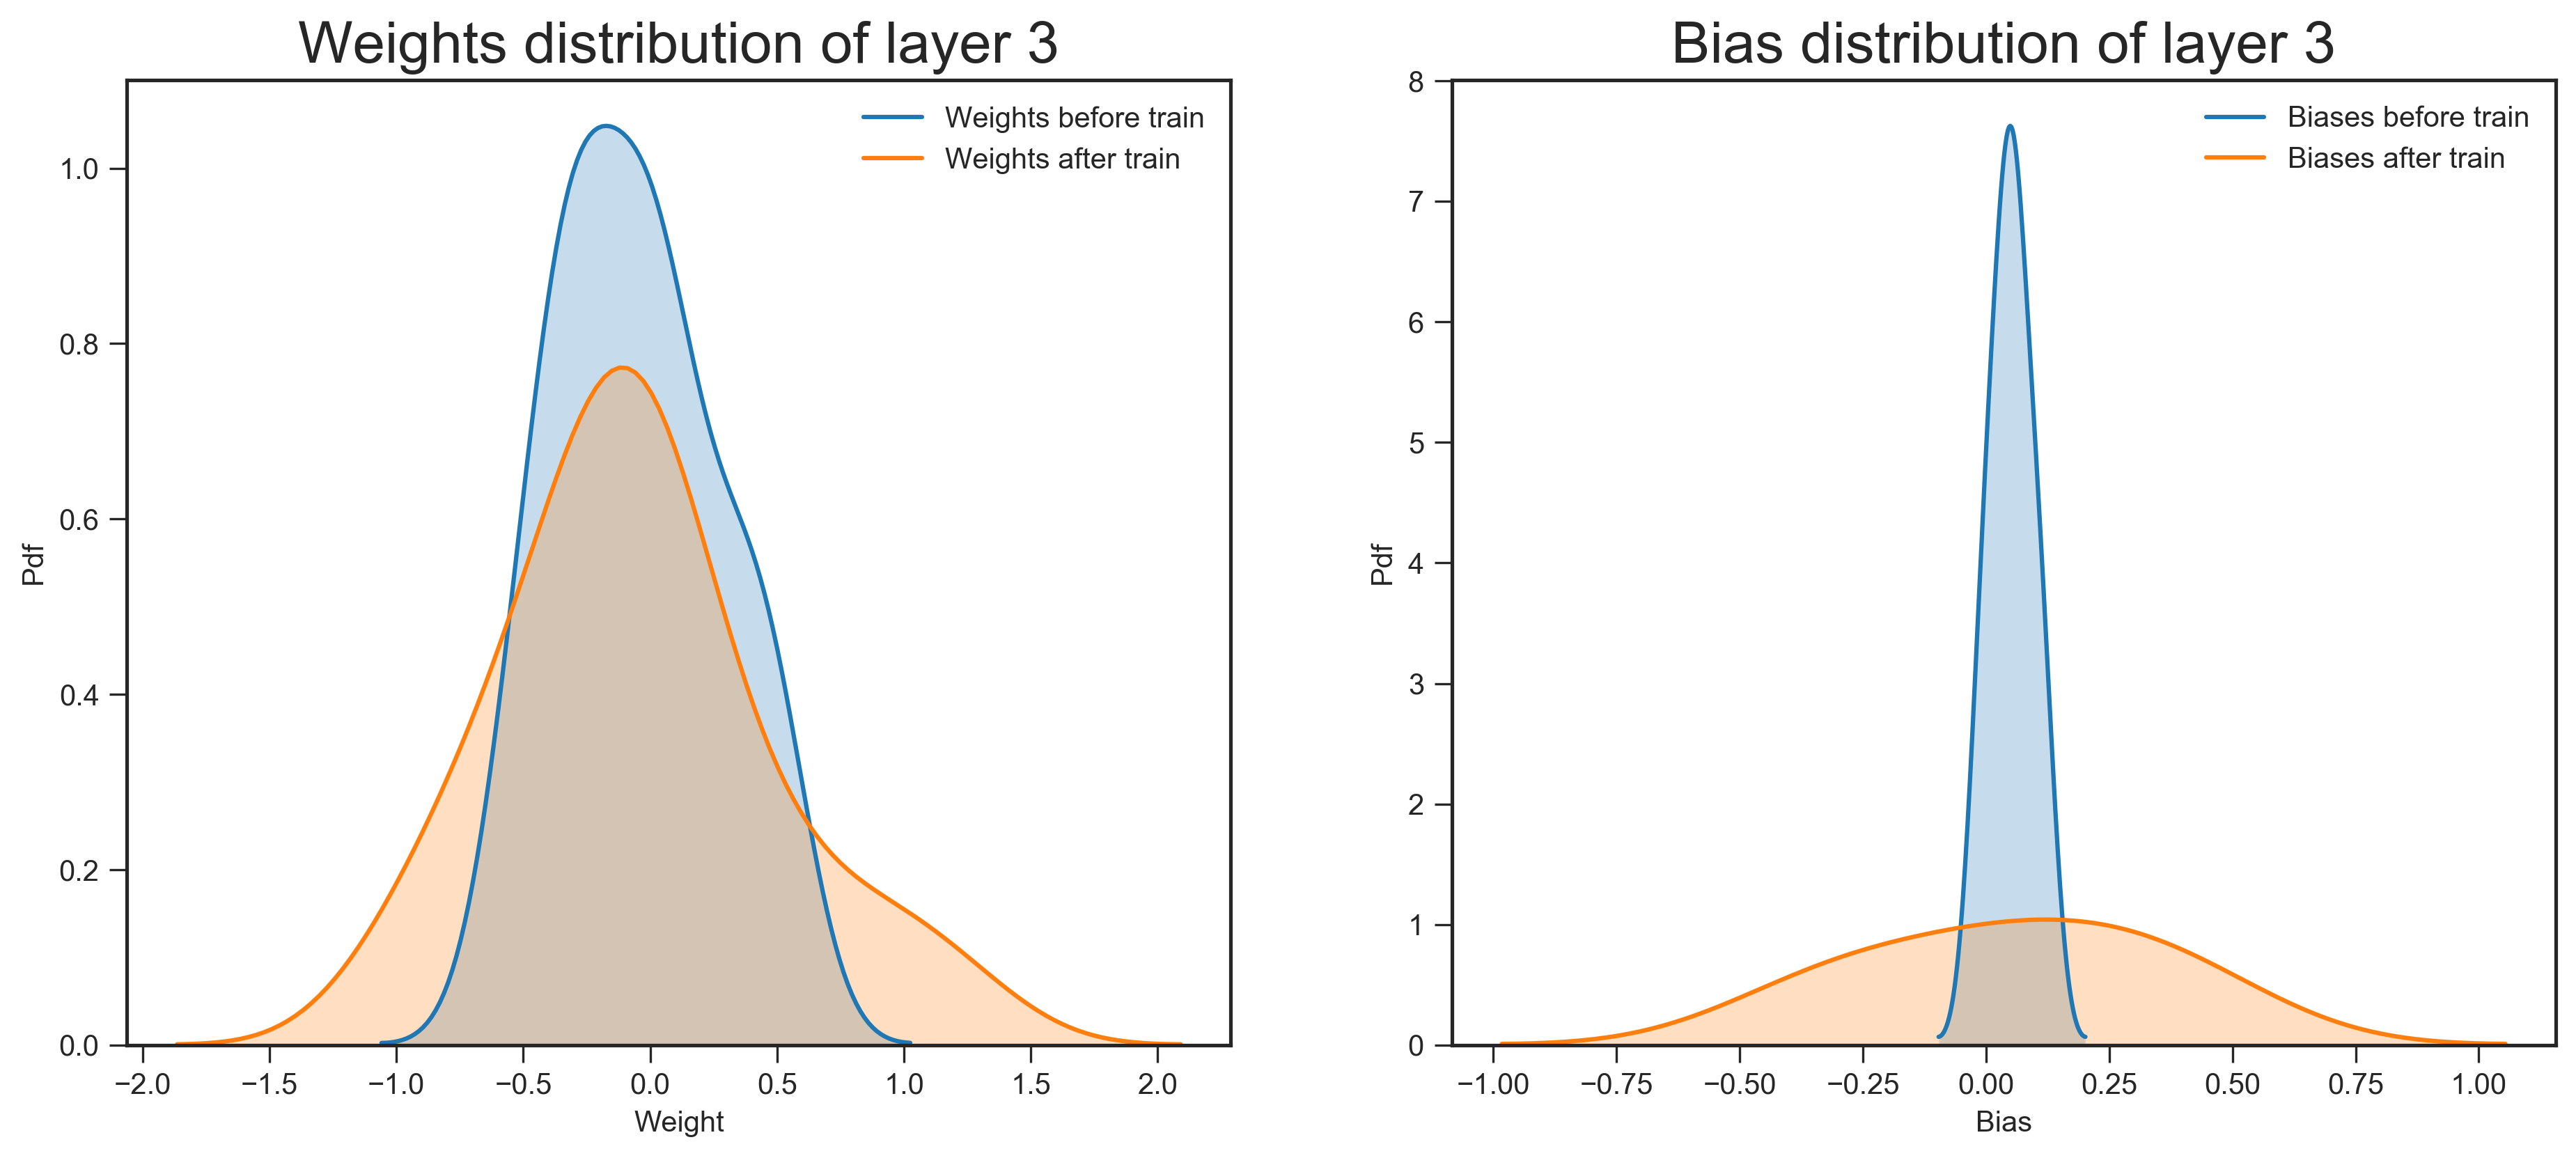 Weights distribution of layer 3
Weights before train
Weights after train
1.0
0.8
0.6
0.4
0.2
0.0
Pdf
−2.0 −1.5 −1.0 −0.5 0.0 0.5 1.0 1.5 2.0
Weight
Bias distribution of layer 3
Biases before train
Biases after train
8
7
6
5
4
3
2
1
0
Pdf
−1.00 −0.75 −0.50 −0.25 0.00 0.25 0.50 0.75 1.00
Bias